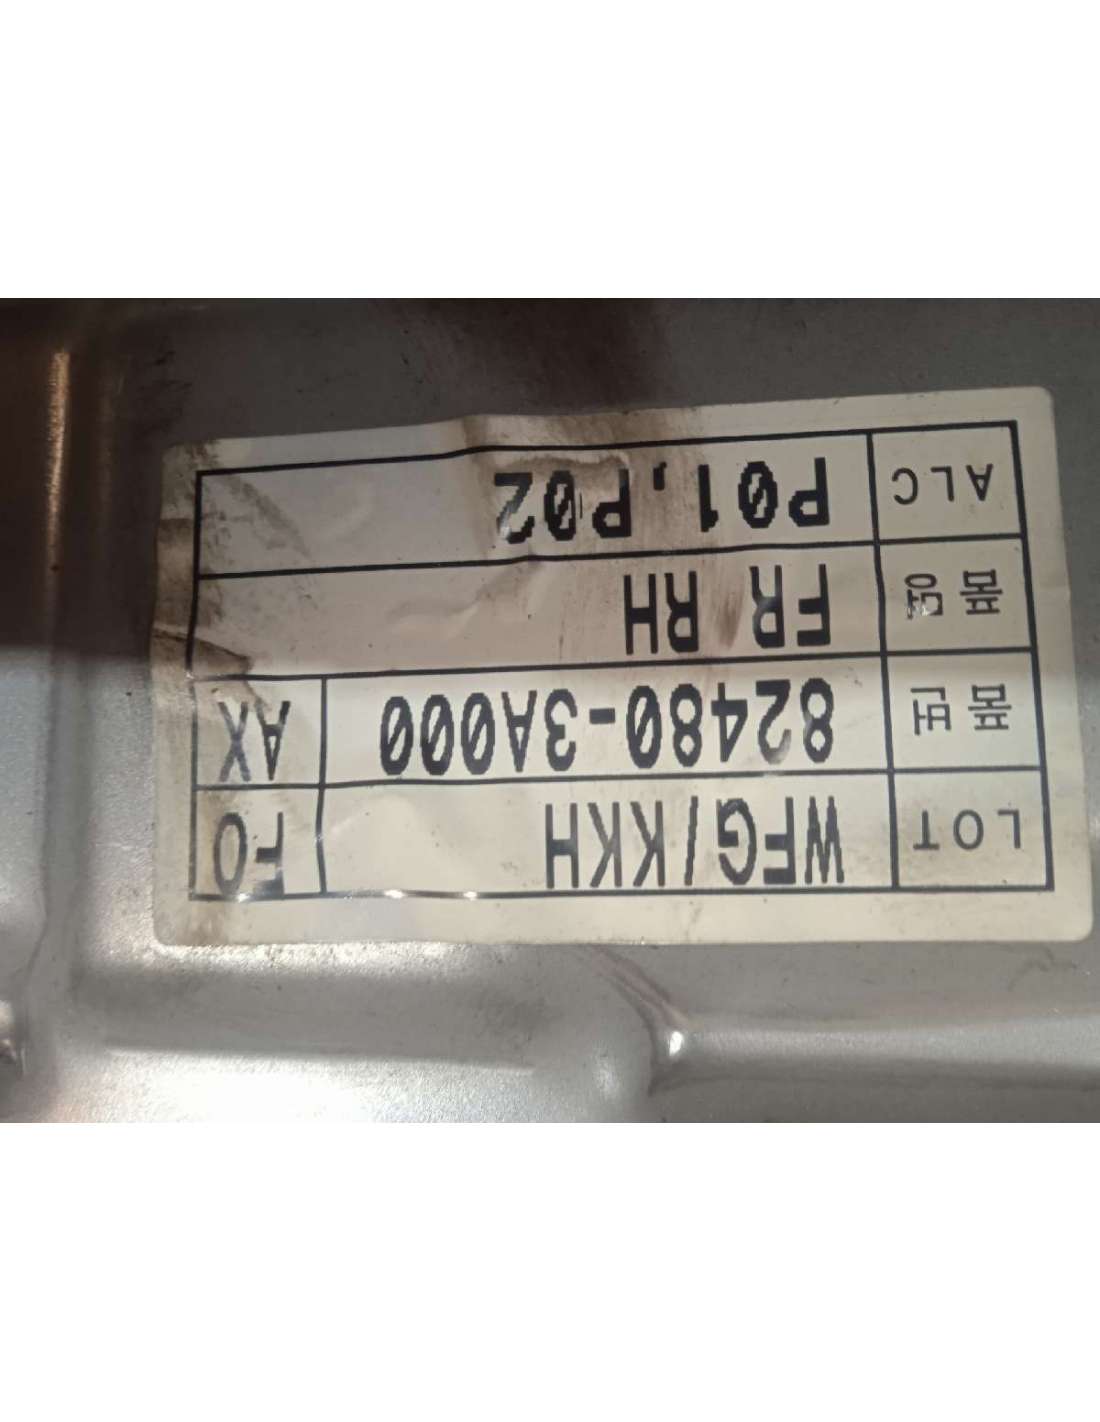 LOT WFG/KKH FO
품번 82480-3A000 AX
품명 FR RH
ALC P01, P02